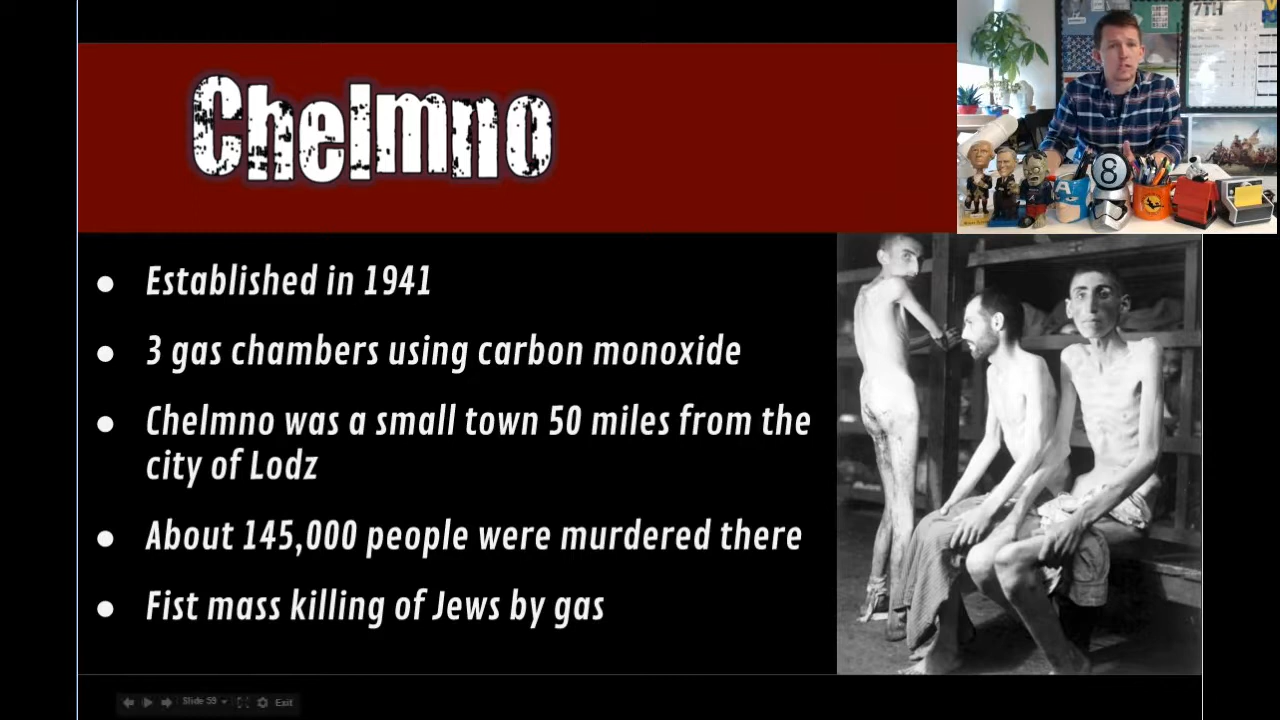 Chelmno
7TH
8
A
● Established in 1941
● 3 gas chambers using carbon monoxide
● Chelmno was a small town 50 miles from the
city of Lodz
● About 145,000 people were murdered there
● Fist mass killing of Jews by gas
Slide 59
Exit